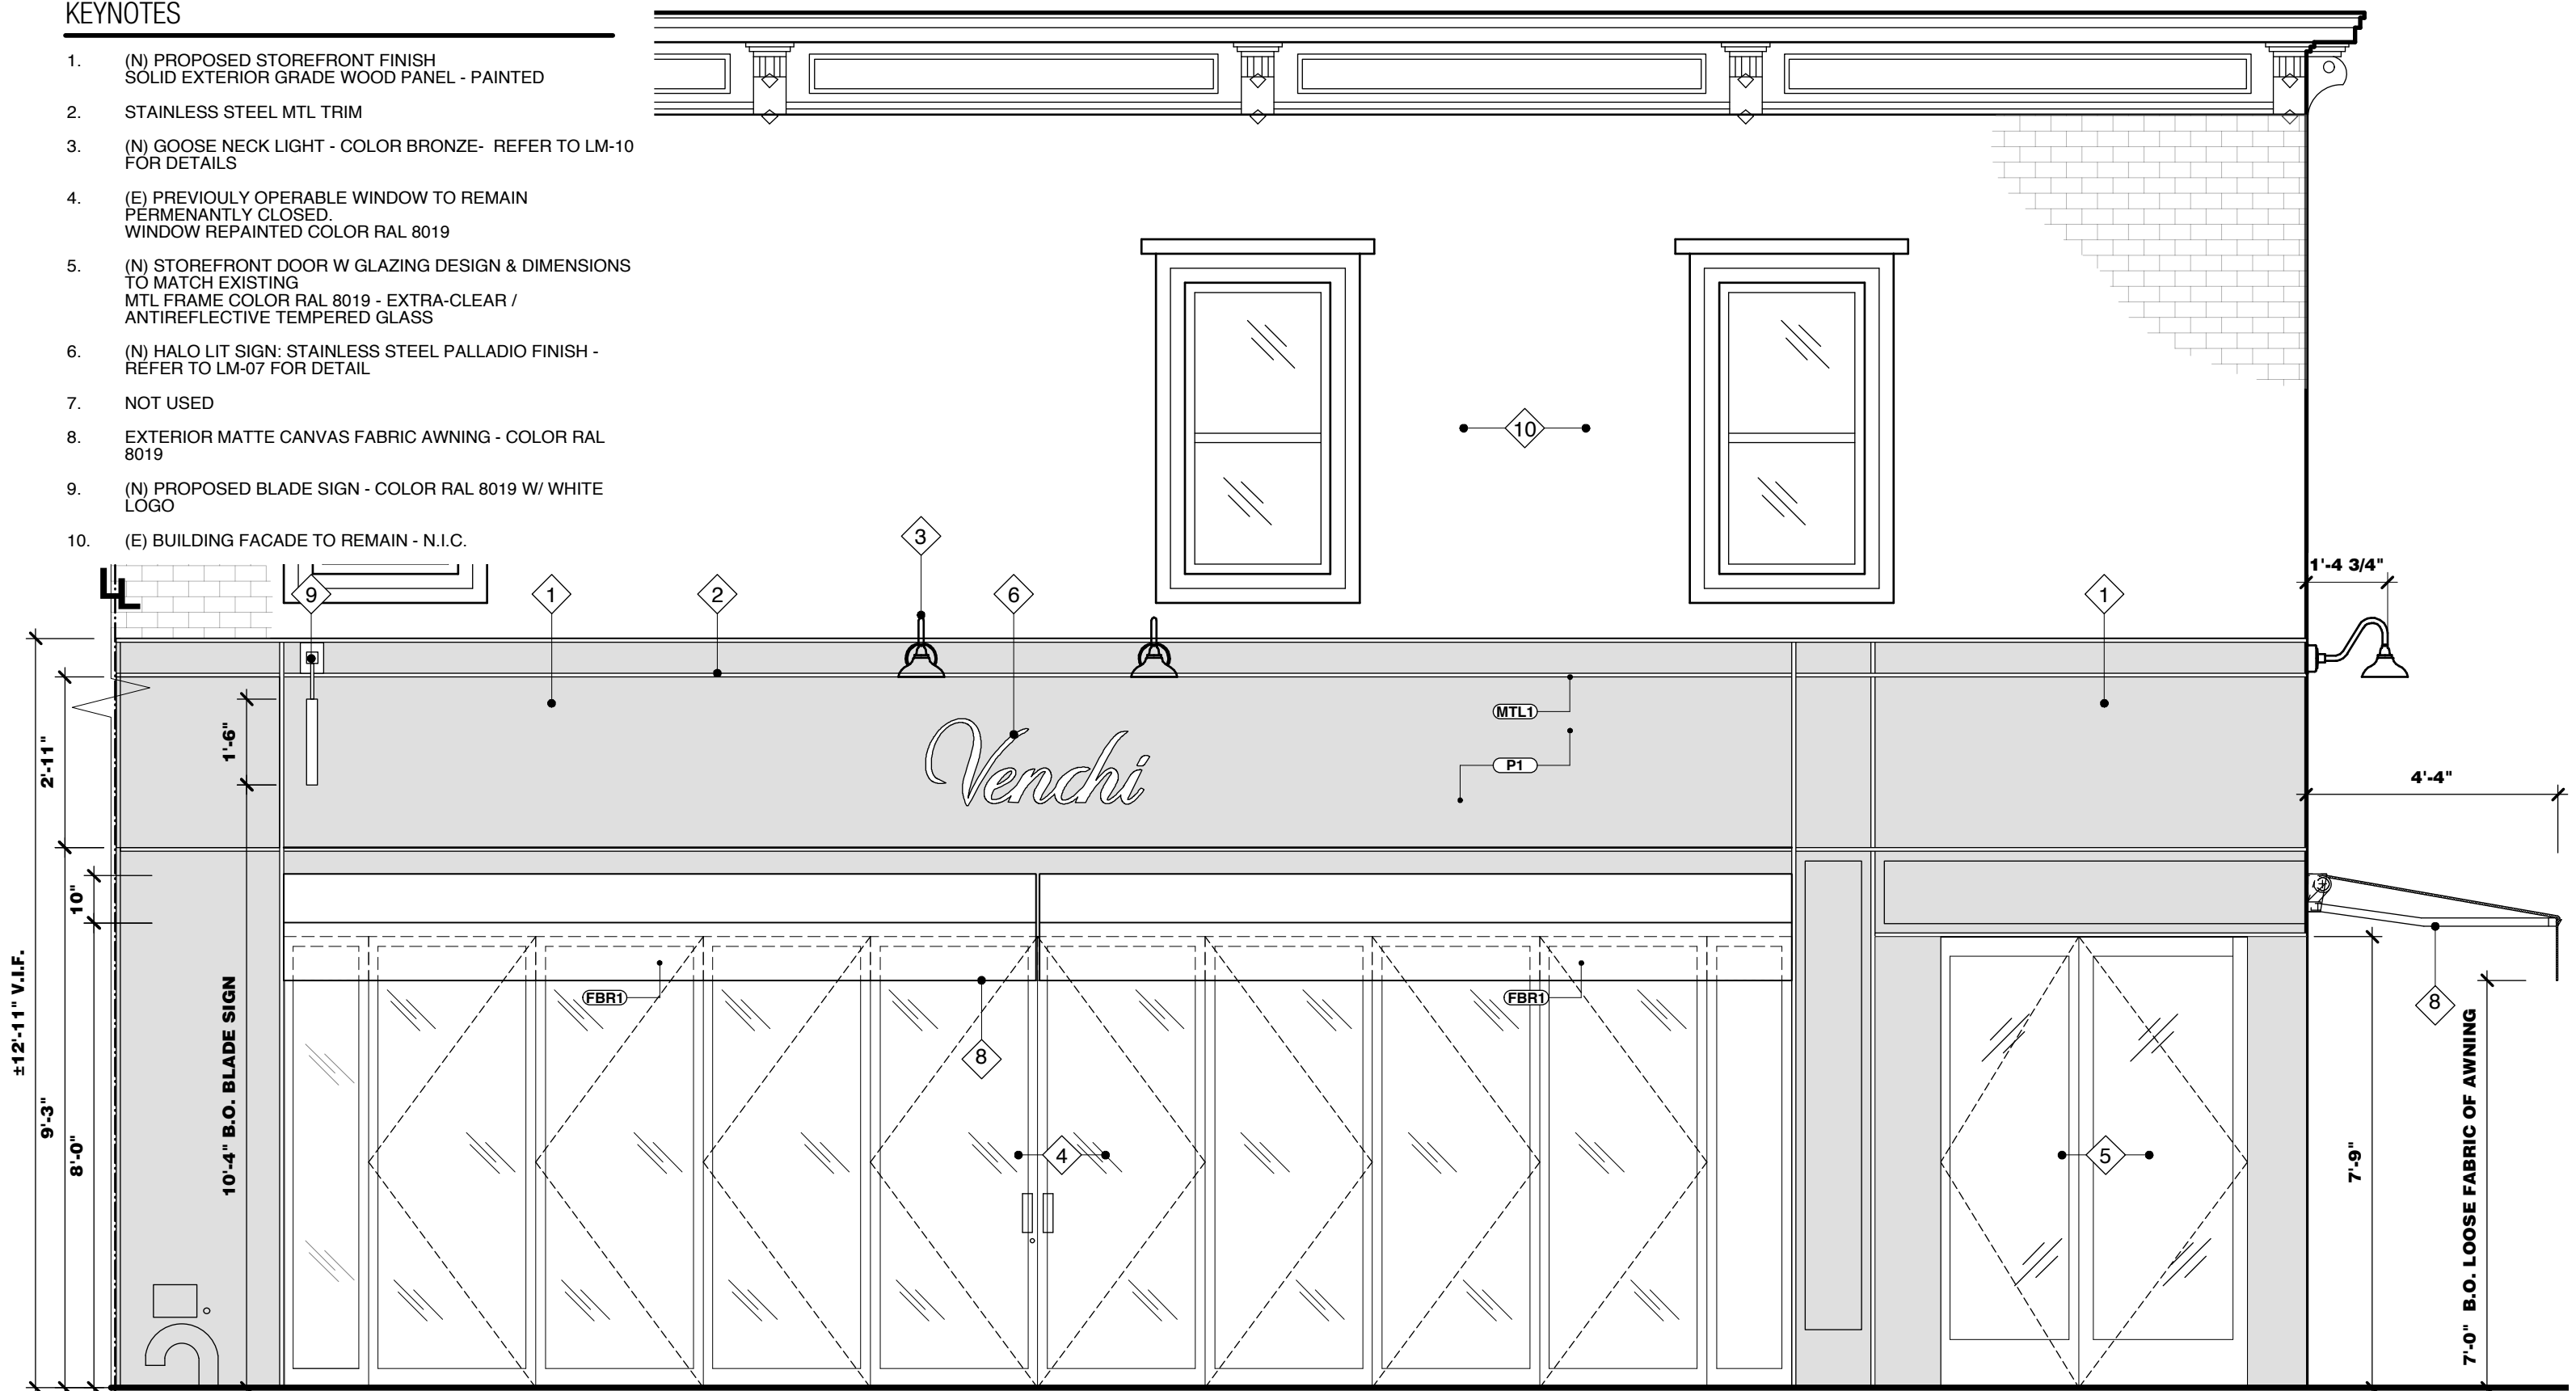 KEYNOTES
1. (N) PROPOSED STOREFRONT FINISH
SOLID EXTERIOR GRADE WOOD PANEL - PAINTED
2. STAINLESS STEEL MTL TRIM
3. (N) GOOSE NECK LIGHT - COLOR BRONZE- REFER TO LM-10
FOR DETAILS
4. (E) PREVIOULY OPERABLE WINDOW TO REMAIN
PERMENANTLY CLOSED.
WINDOW REPAINTED COLOR RAL 8019
5. (N) STOREFRONT DOOR W GLAZING DESIGN & DIMENSIONS
TO MATCH EXISTING
MTL FRAME COLOR RAL 8019 - EXTRA-CLEAR /
ANTIREFLECTIVE TEMPERED GLASS
6. (N) HALO LIT SIGN: STAINLESS STEEL PALLADIO FINISH -
REFER TO LM-07 FOR DETAIL
7. NOT USED
8. EXTERIOR MATTE CANVAS FABRIC AWNING - COLOR RAL
8019
9. (N) PROPOSED BLADE SIGN - COLOR RAL 8019 W/ WHITE
LOGO
10. (E) BUILDING FACADE TO REMAIN - N.I.C.
10
3
1'-4 3/4"
9
1
2
6
1
MTL1
P1
Venchi
1'-6"
2'-11"
4'-4"
10"
FBR1
FBR1
8
8
4
5
±12'-11" V.I.F.
9'-3"
8'-0"
10'-4" B.O. BLADE SIGN
7'-9"
7'-0" B.O. LOOSE FABRIC OF AWNING